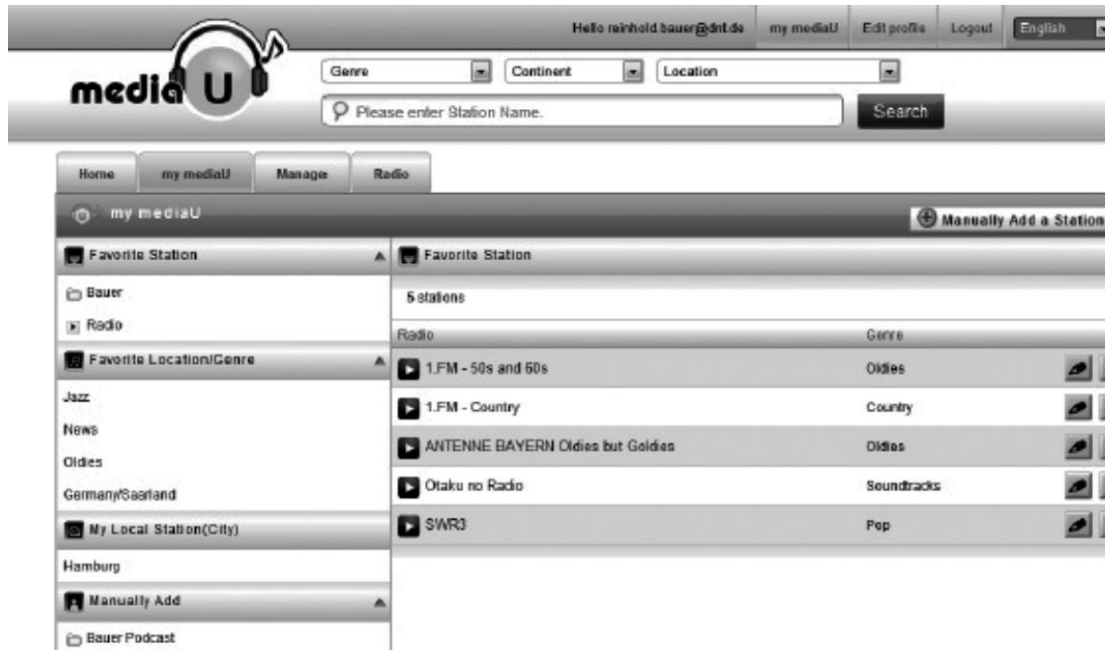 Hello reinhold.bauer@dnt.de my mediaU Edit profile Logout English
media U
Genre Continent Location
Please enter Station Name. Search
Home my mediaU Manage Radio
my mediaU Manually Add a Station
Favorite Station
Bauer
Radio
Favorite Location/Genre
Jazz
News
Oldies
Germany/Saarland
My Local Station(City)
Hamburg
Manually Add
Bauer Podcast
Favorite Station
5 stations
Radio Genre
1.FM - 50s and 60s Oldies
1.FM - Country Country
ANTENNE BAYERN Oldies but Goldies Oldies
Otaku no Radio Soundtracks
SWR3 Pop